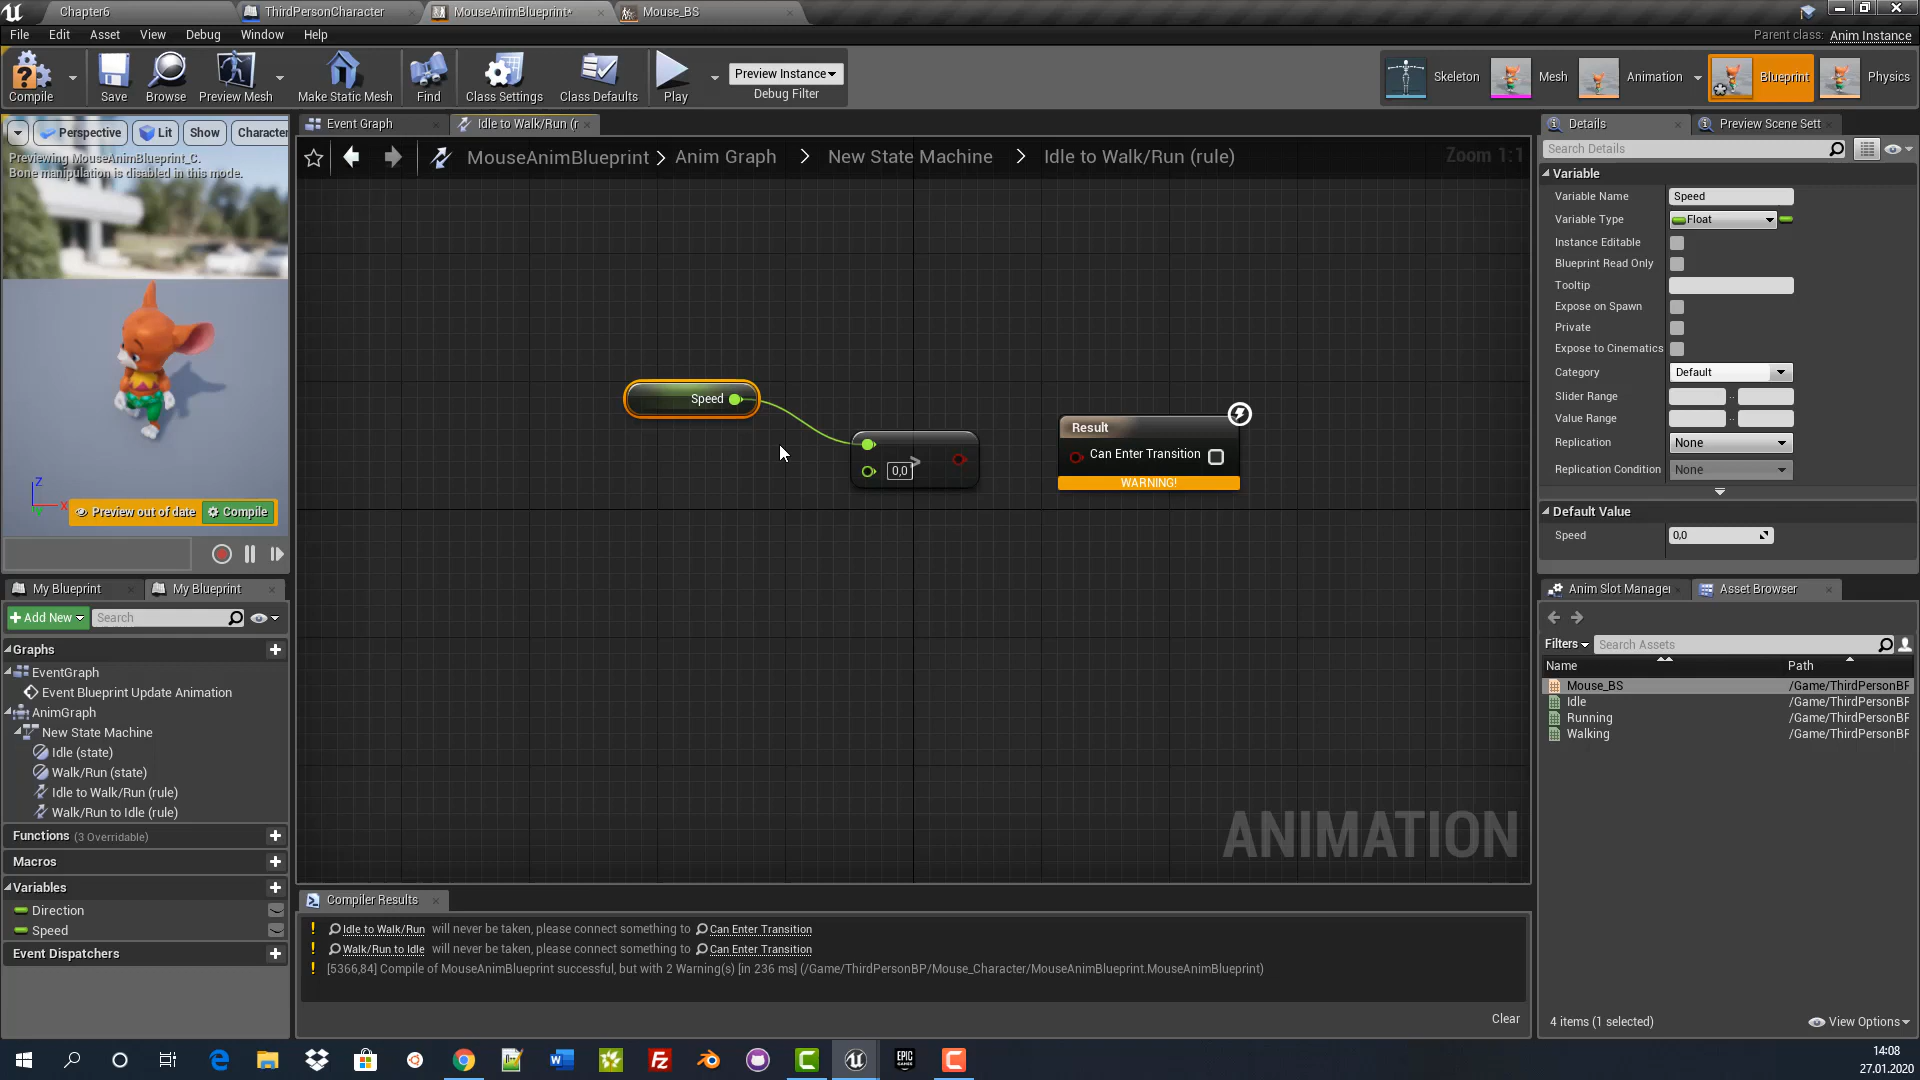 Chapter6
ThirdPersonCharacter
MouseAnimBlueprint*
Mouse_BS
File Edit Asset View Debug Window Help
Parent class: Anim Instance
Compile
Save
Browse
Preview Mesh
Make Static Mesh
Find
Class Settings
Class Defaults
Play
Preview Instance
Debug Filter
Skeleton
Mesh
Animation
Blueprint
Physics
Perspective
Lit
Show
Character
Previewing MouseAnimBlueprint_C.
Bone manipulation is disabled in this mode.
Z
X
Preview out of date
Compile
Event Graph
Idle to Walk/Run (r
MouseAnimBlueprint > Anim Graph > New State Machine > Idle to Walk/Run (rule)
Zoom 1:1
Speed
0,0
>
Result
Can Enter Transition
WARNING!
ANIMATION
My Blueprint
My Blueprint
Add New
Search
Graphs
EventGraph
Event Blueprint Update Animation
AnimGraph
New State Machine
Idle (state)
Walk/Run (state)
Idle to Walk/Run (rule)
Walk/Run to Idle (rule)
Functions (3 Overridable)
Macros
Variables
Direction
Speed
Event Dispatchers
Compiler Results
Idle to Walk/Run will never be taken, please connect something to Can Enter Transition
Walk/Run to Idle will never be taken, please connect something to Can Enter Transition
[5366,84] Compile of MouseAnimBlueprint successful, but with 2 Warning(s) [in 236 ms] (/Game/ThirdPersonBP/Mouse_Character/MouseAnimBlueprint.MouseAnimBlueprint)
Clear
Details
Preview Scene Sett
Search Details
Variable
Variable Name Speed
Variable Type Float
Instance Editable
Blueprint Read Only
Tooltip
Expose on Spawn
Private
Expose to Cinematics
Category Default
Slider Range ..
Value Range ..
Replication None
Replication Condition None
Default Value
Speed 0,0
Anim Slot Manager
Asset Browser
Filters
Search Assets
Name Path
Mouse_BS /Game/ThirdPersonBP
Idle /Game/ThirdPersonBP
Running /Game/ThirdPersonBP
Walking /Game/ThirdPersonBP
4 items (1 selected)
View Options
14:08
27.01.2020